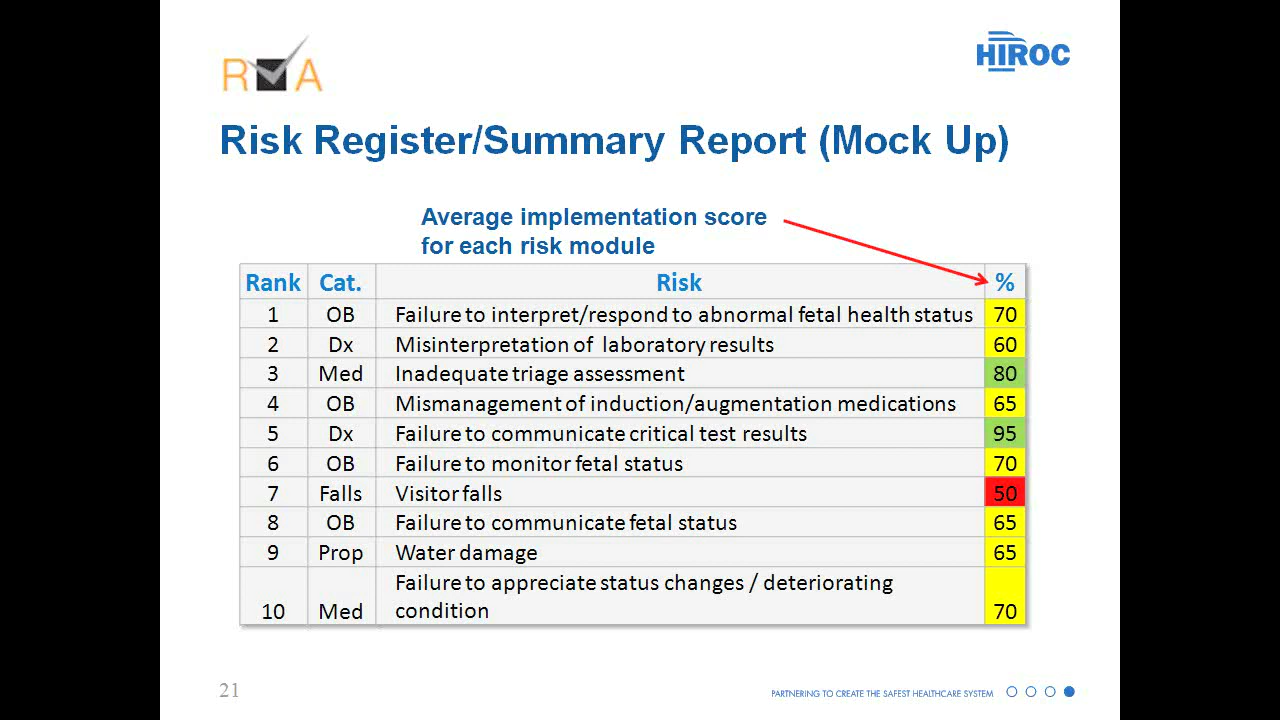 R A
HIROC
Risk Register/Summary Report (Mock Up)
Average implementation score
for each risk module
Rank Cat. Risk %
1 OB Failure to interpret/respond to abnormal fetal health status 70
2 Dx Misinterpretation of laboratory results 60
3 Med Inadequate triage assessment 80
4 OB Mismanagement of induction/augmentation medications 65
5 Dx Failure to communicate critical test results 95
6 OB Failure to monitor fetal status 70
7 Falls Visitor falls 50
8 OB Failure to communicate fetal status 65
9 Prop Water damage 65
Failure to appreciate status changes / deteriorating
10 Med condition 70
21
PARTNERING TO CREATE THE SAFEST HEALTHCARE SYSTEM